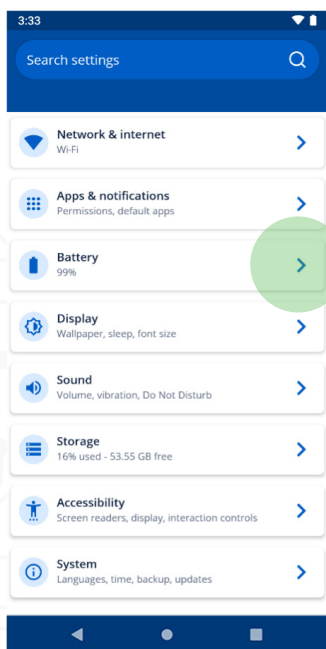 3:33
Search settings
Network & internet
Wi-Fi
Apps & notifications
Permissions, default apps
Battery
99%
Display
Wallpaper, sleep, font size
Sound
Volume, vibration, Do Not Disturb
Storage
16% used - 53.55 GB free
Accessibility
Screen readers, display, interaction controls
System
Languages, time, backup, updates